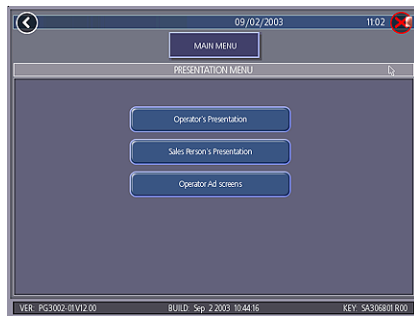 09/02/2003 11:02
MAIN MENU
PRESENTATION MENU
Operator's Presentation
Sales Person's Presentation
Operator Ad screens
VER: PG3002-01V12.00 BUILD: Sep 2 2003 10:44:16 KEY: SA306801 R00